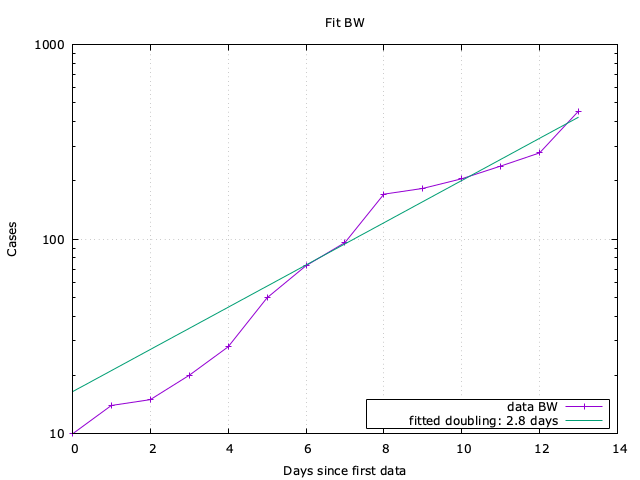 Fit BW
1000
100
10
Cases
0 2 4 6 8 10 12 14
Days since first data
data BW
fitted doubling: 2.8 days